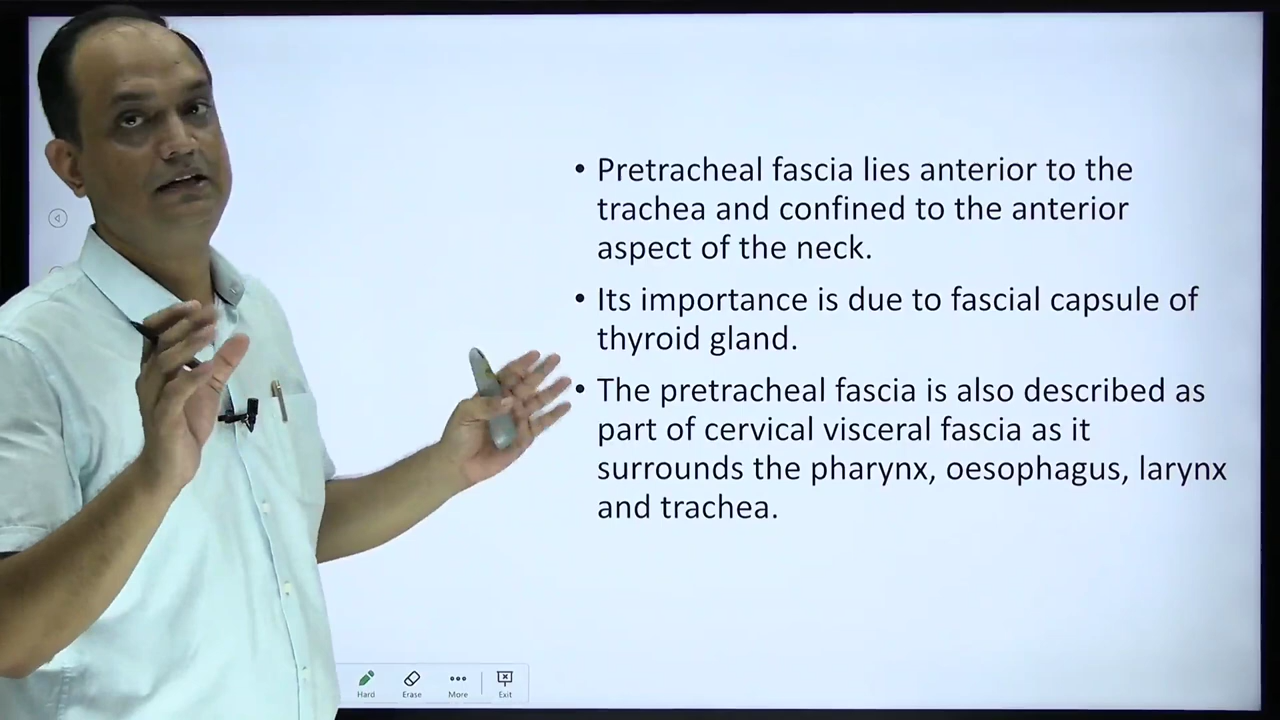 • Pretracheal fascia lies anterior to the
trachea and confined to the anterior
aspect of the neck.
• Its importance is due to fascial capsule of
thyroid gland.
• The pretracheal fascia is also described as
part of cervical visceral fascia as it
surrounds the pharynx, oesophagus, larynx
and trachea.
Hard Erase More Exit